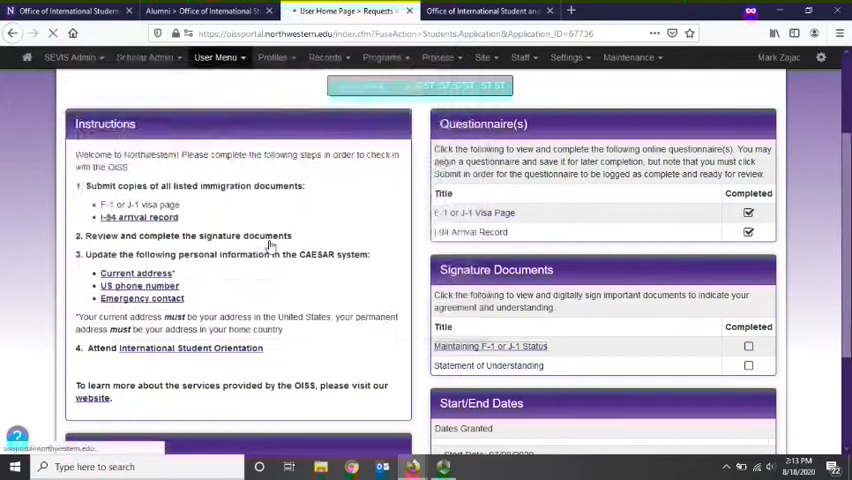 Office of International Student:
Alumni > Office of International S
User Home Page > Requests >
Office of International Student and
https://oissportal.northwestern.edu/index.cfm?FuseAction=Students.Application&Application_ID=67736
SEVIS Admin
Scholar Admin
User Menu
Profiles
Records
Programs
Process
Site
Staff
Settings
Maintenance
Mark Zajac
Instructions
Welcome to Northwestern! Please complete the following steps in order to check in
with the OISS
1 Submit copies of all listed immigration documents:
F-1 or J-1 visa page
I-94 arrival record
2. Review and complete the signature documents
3. Update the following personal information in the CAESAR system:
Current address*
US phone number
Emergency contact
*Your current address must be your address in the United States, your permanent
address must be your address in your home country
4. Attend International Student Orientation
To learn more about the services provided by the OISS, please visit our
website.
Questionnaire(s)
Click the following to view and complete the following online questionnaire(s). You may
begin a questionnaire and save it for later completion, but note that you must click
Submit in order for the questionnaire to be logged as complete and ready for review.
Title Completed
F-1 or J-1 Visa Page
I-94 Arrival Record
Signature Documents
Click the following to view and digitally sign important documents to indicate your
agreement and understanding.
Title Completed
Maintaining F-1 or J-1 Status
Statement of Understanding
Start/End Dates
Dates Granted
Type here to search
2:13 PM
8/18/2020
22